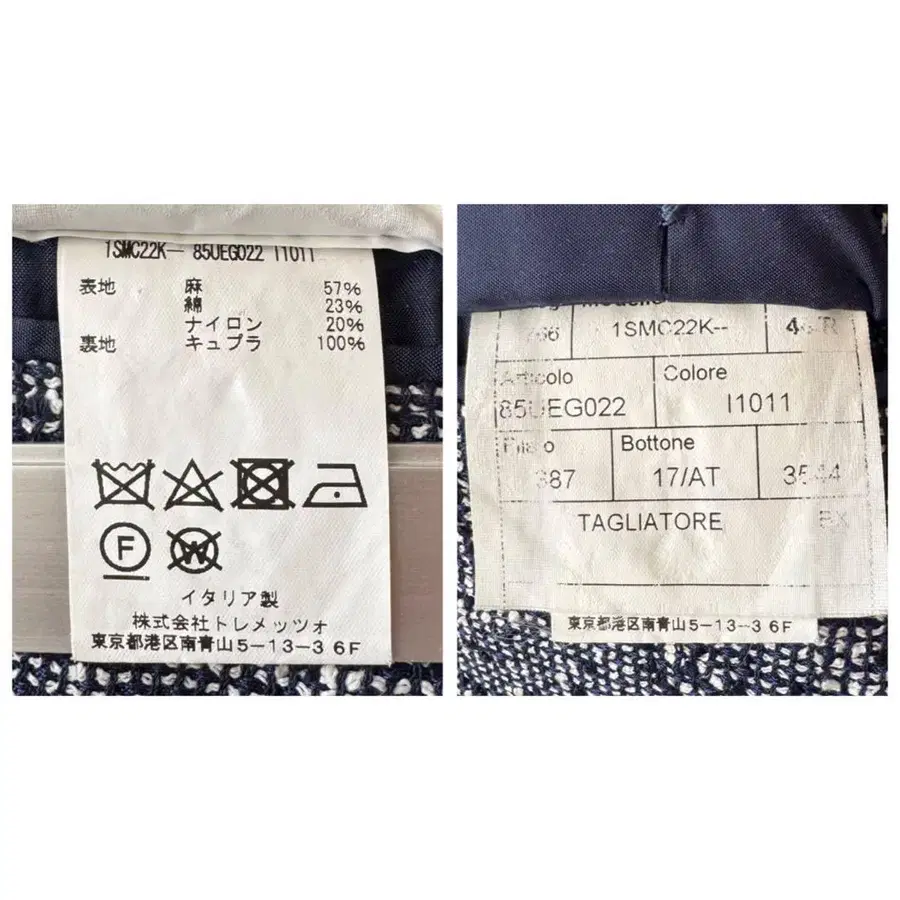 1SMC22K-- 85UEG022 I1011
表地 麻 57%
綿 23%
ナイロン 20%
裏地 キュプラ 100%
F W
イタリア製
株式会社トレメッツォ
東京都港区南青山5-13-3 6F
1SMC22K--
Colore
85UEG022 I1011
Bottone
17/AT
TAGLIATORE
東京都港区南青山5-13-3 6F